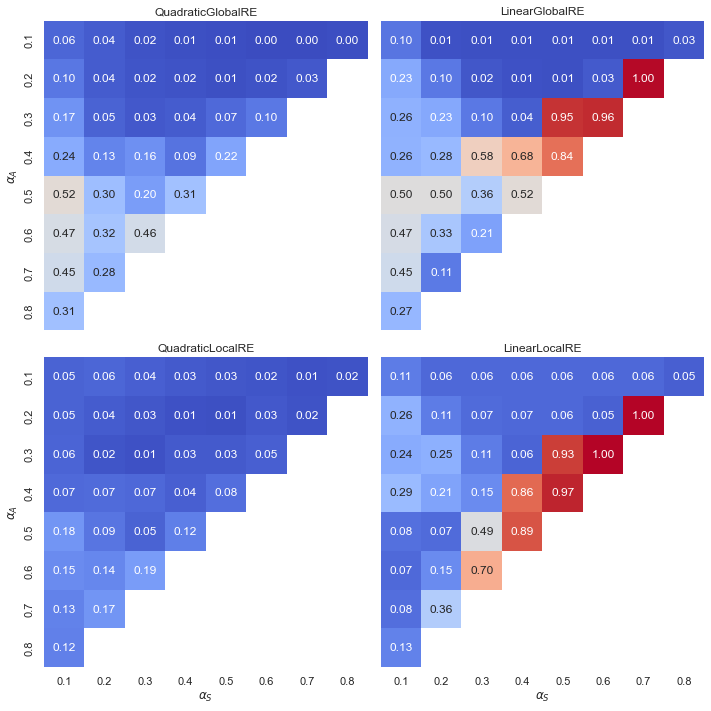 QuadraticGlobalRE
0.1 0.06 0.04 0.02 0.01 0.01 0.00 0.00 0.00
0.2 0.10 0.04 0.02 0.02 0.01 0.02 0.03
0.3 0.17 0.05 0.03 0.04 0.07 0.10
0.4 0.24 0.13 0.16 0.09 0.22
0.5 0.52 0.30 0.20 0.31
0.6 0.47 0.32 0.46
0.7 0.45 0.28
0.8 0.31
α_A
LinearGlobalRE
0.10 0.01 0.01 0.01 0.01 0.01 0.01 0.03
0.23 0.10 0.02 0.01 0.01 0.03 1.00
0.26 0.23 0.10 0.04 0.95 0.96
0.26 0.28 0.58 0.68 0.84
0.50 0.50 0.36 0.52
0.47 0.33 0.21
0.45 0.11
0.27
QuadraticLocalRE
0.1 0.05 0.06 0.04 0.03 0.03 0.02 0.01 0.02
0.2 0.05 0.04 0.03 0.01 0.01 0.03 0.02
0.3 0.06 0.02 0.01 0.03 0.03 0.05
0.4 0.07 0.07 0.07 0.04 0.08
0.5 0.18 0.09 0.05 0.12
0.6 0.15 0.14 0.19
0.7 0.13 0.17
0.8 0.12
α_A
0.1 0.2 0.3 0.4 0.5 0.6 0.7 0.8
α_S
LinearLocalRE
0.11 0.06 0.06 0.06 0.06 0.06 0.06 0.05
0.26 0.11 0.07 0.07 0.06 0.05 1.00
0.24 0.25 0.11 0.06 0.93 1.00
0.29 0.21 0.15 0.86 0.97
0.08 0.07 0.49 0.89
0.07 0.15 0.70
0.08 0.36
0.13
0.1 0.2 0.3 0.4 0.5 0.6 0.7 0.8
α_S